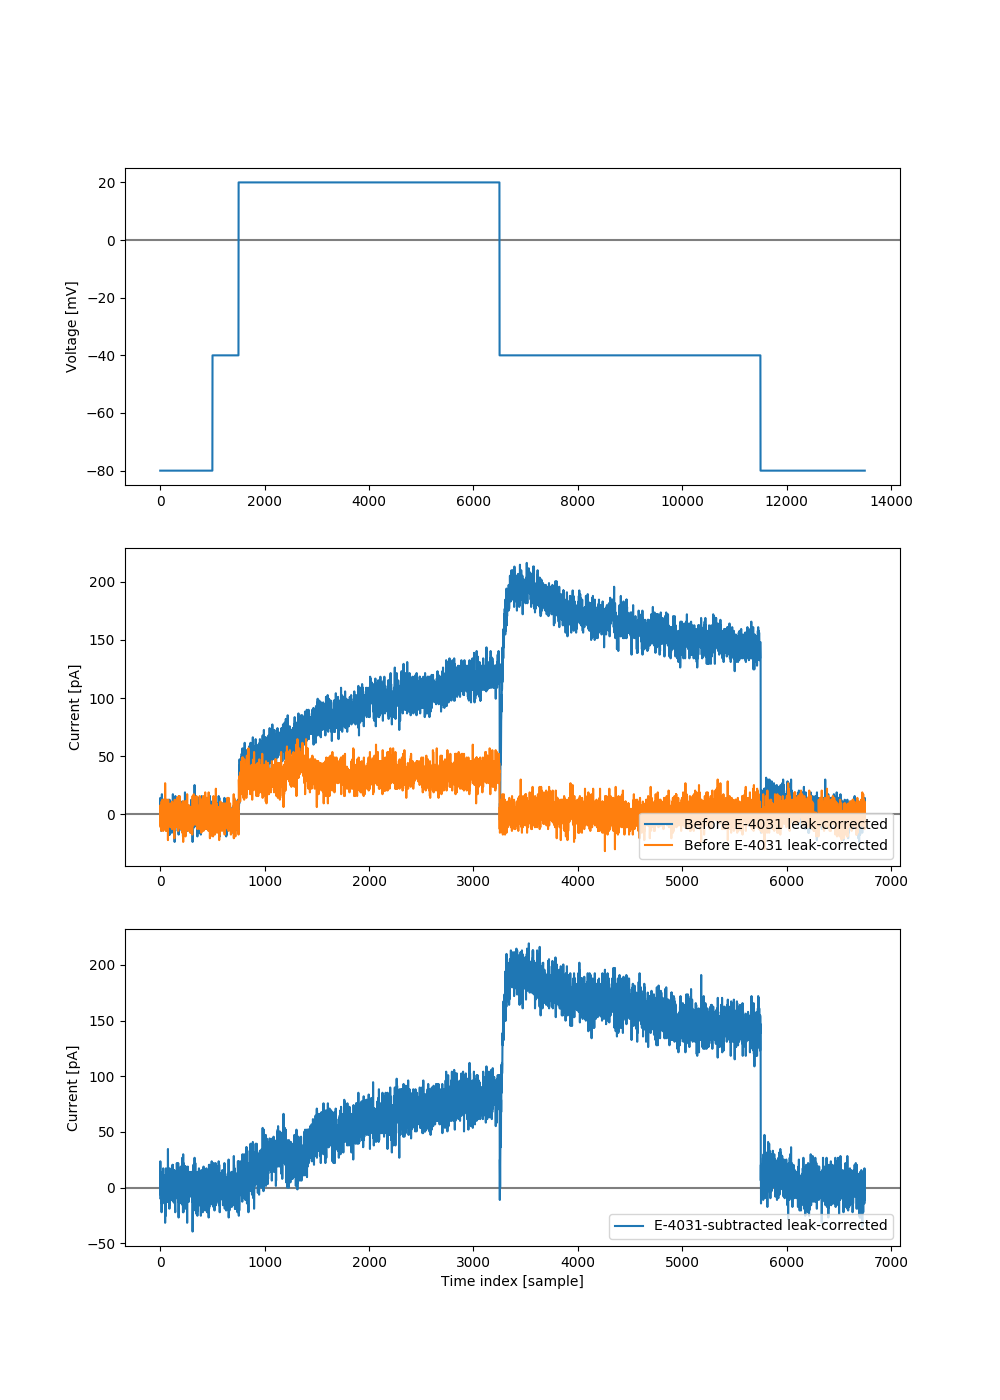 20
0
−20
−40
−60
−80
Voltage [mV]
0 2000 4000 6000 8000 10000 12000 14000
200
150
100
50
0
Current [pA]
Before E-4031 leak-corrected
Before E-4031 leak-corrected
0 1000 2000 3000 4000 5000 6000 7000
200
150
100
50
0
−50
Current [pA]
E-4031-subtracted leak-corrected
0 1000 2000 3000 4000 5000 6000 7000
Time index [sample]